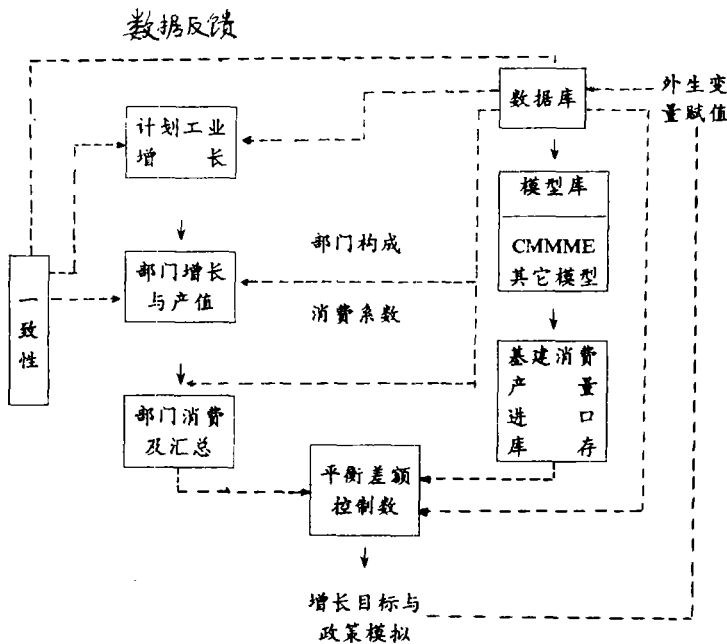 数据反馈
数据库
外生变
量赋值
计划工业
增 长
模型库
CMMME
其它模型
部门构成
部门增长
与产值
消费系数
一
致
性
基建消费
产 量
进 口
库 存
部门消费
及汇总
平衡差额
控制数
增长目标与
政策模拟